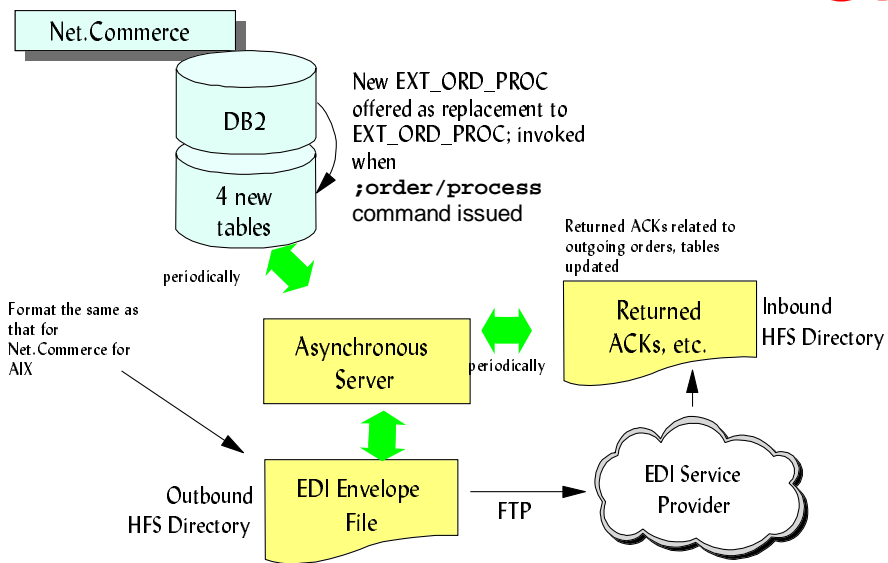 Net.Commerce
DB2
4 new
tables
New EXT_ORD_PROC
offered as replacement to
EXT_ORD_PROC; invoked
when
;order/process
command issued
periodically
Returned ACKs related to
outgoing orders, tables
updated
Format the same as
that for
Net.Commerce for
AIX
Asynchronous
Server
periodically
Returned
ACKs, etc.
Inbound
HFS Directory
Outbound
HFS Directory
EDI Envelope
File
FTP
EDI Service
Provider